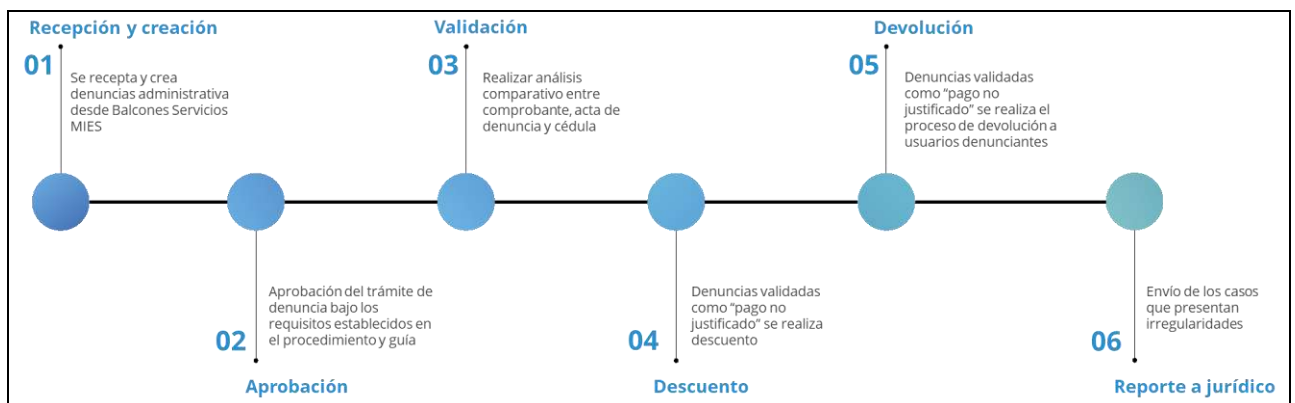 Recepción y creación
01
Se recepta y crea
denuncias administrativa
desde Balcones Servicios
MIES
02
Aprobación del trámite de
denuncia bajo los
requisitos establecidos en
el procedimiento y guía
Aprobación
Validación
03
Realizar análisis
comparativo entre
comprobante, acta de
denuncia y cédula
04
Denuncias validadas
como “pago no
justificado” se realiza
descuento
Descuento
Devolución
05
Denuncias validadas
como “pago no
justificado” se realiza el
proceso de devolución a
usuarios denunciantes
06
Envío de los casos
que presentan
irregularidades
Reporte a jurídico